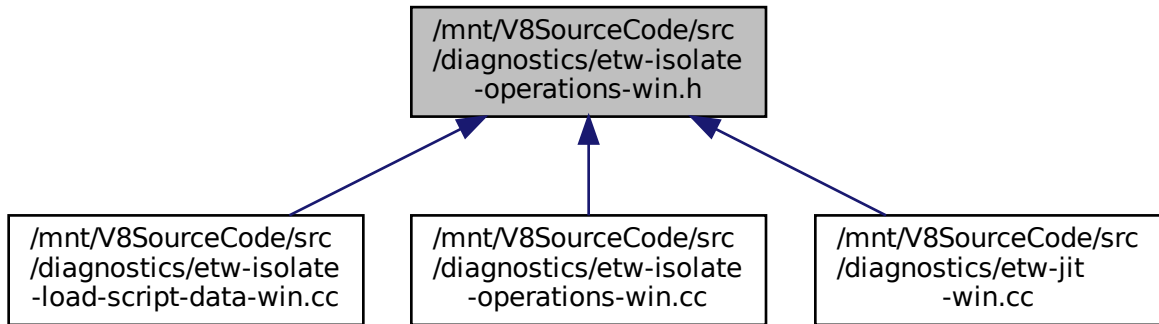 /mnt/V8SourceCode/src
/diagnostics/etw-isolate
-operations-win.h
/mnt/V8SourceCode/src
/diagnostics/etw-isolate
-load-script-data-win.cc
/mnt/V8SourceCode/src
/diagnostics/etw-isolate
-operations-win.cc
/mnt/V8SourceCode/src
/diagnostics/etw-jit
-win.cc